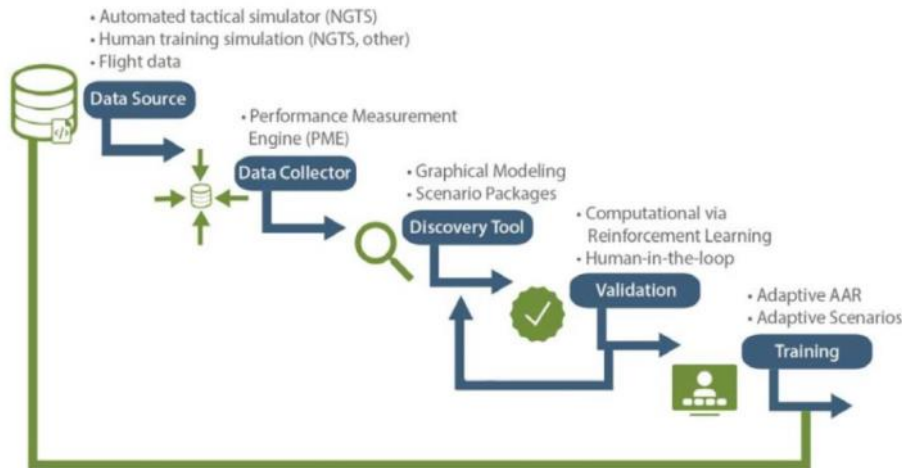 • Automated tactical simulator (NGTS)
• Human training simulation (NGTS, other)
• Flight data
Data Source
</>
• Performance Measurement
Engine (PME)
Data Collector
• Graphical Modeling
• Scenario Packages
Discovery Tool
• Computational via
Reinforcement Learning
• Human-in-the-loop
Validation
• Adaptive AAR
• Adaptive Scenarios
Training